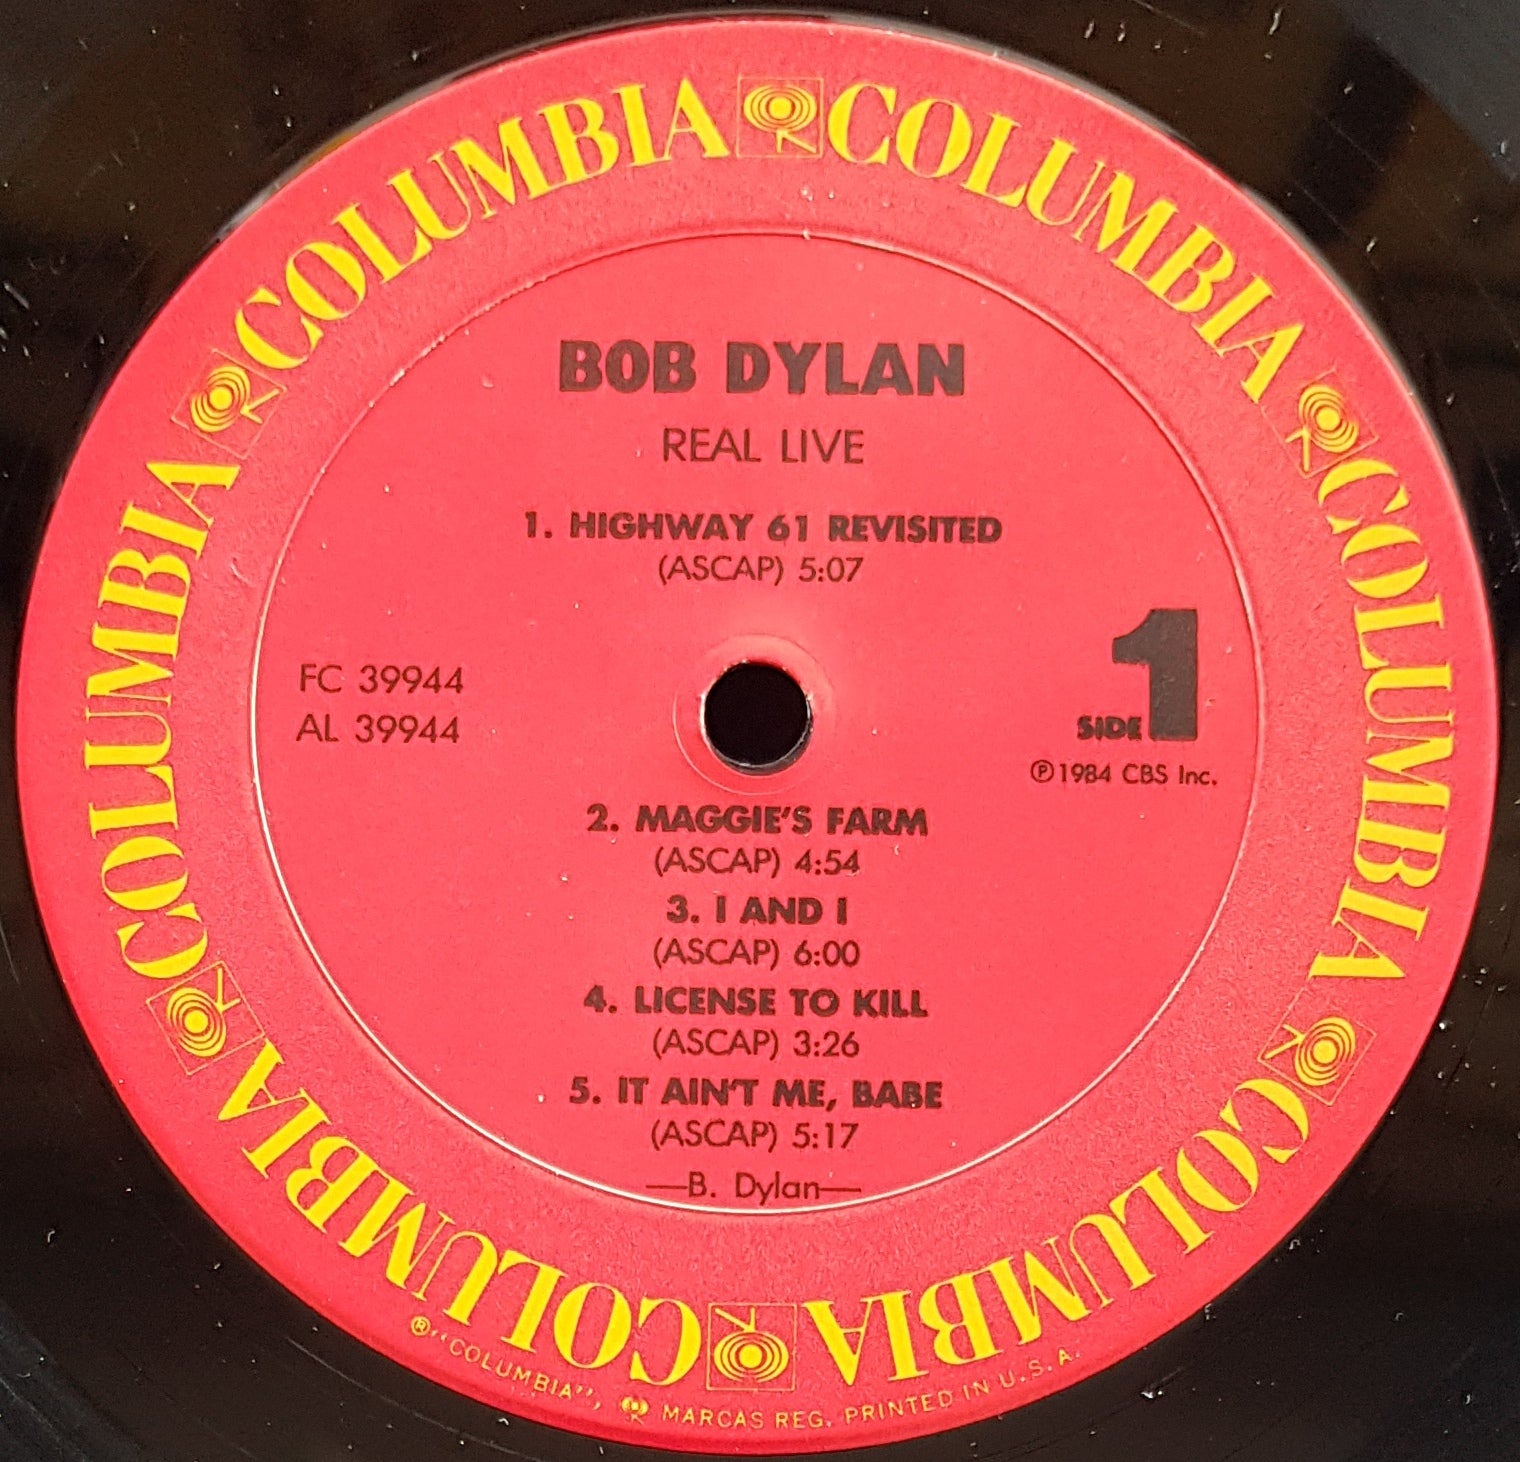 COLUMBIA COLUMBIA COLUMBIA COLUMBIA COLUMBIA COLUMBIA
BOB DYLAN
REAL LIVE
1. HIGHWAY 61 REVISITED
(ASCAP) 5:07
FC 39944
AL 39944
SIDE 1
℗1984 CBS Inc.
2. MAGGIE'S FARM
(ASCAP) 4:54
3. I AND I
(ASCAP) 6:00
4. LICENSE TO KILL
(ASCAP) 3:26
5. IT AIN'T ME, BABE
(ASCAP) 5:17
—B. Dylan—
®"COLUMBIA", MARCAS REG. PRINTED IN U.S.A.